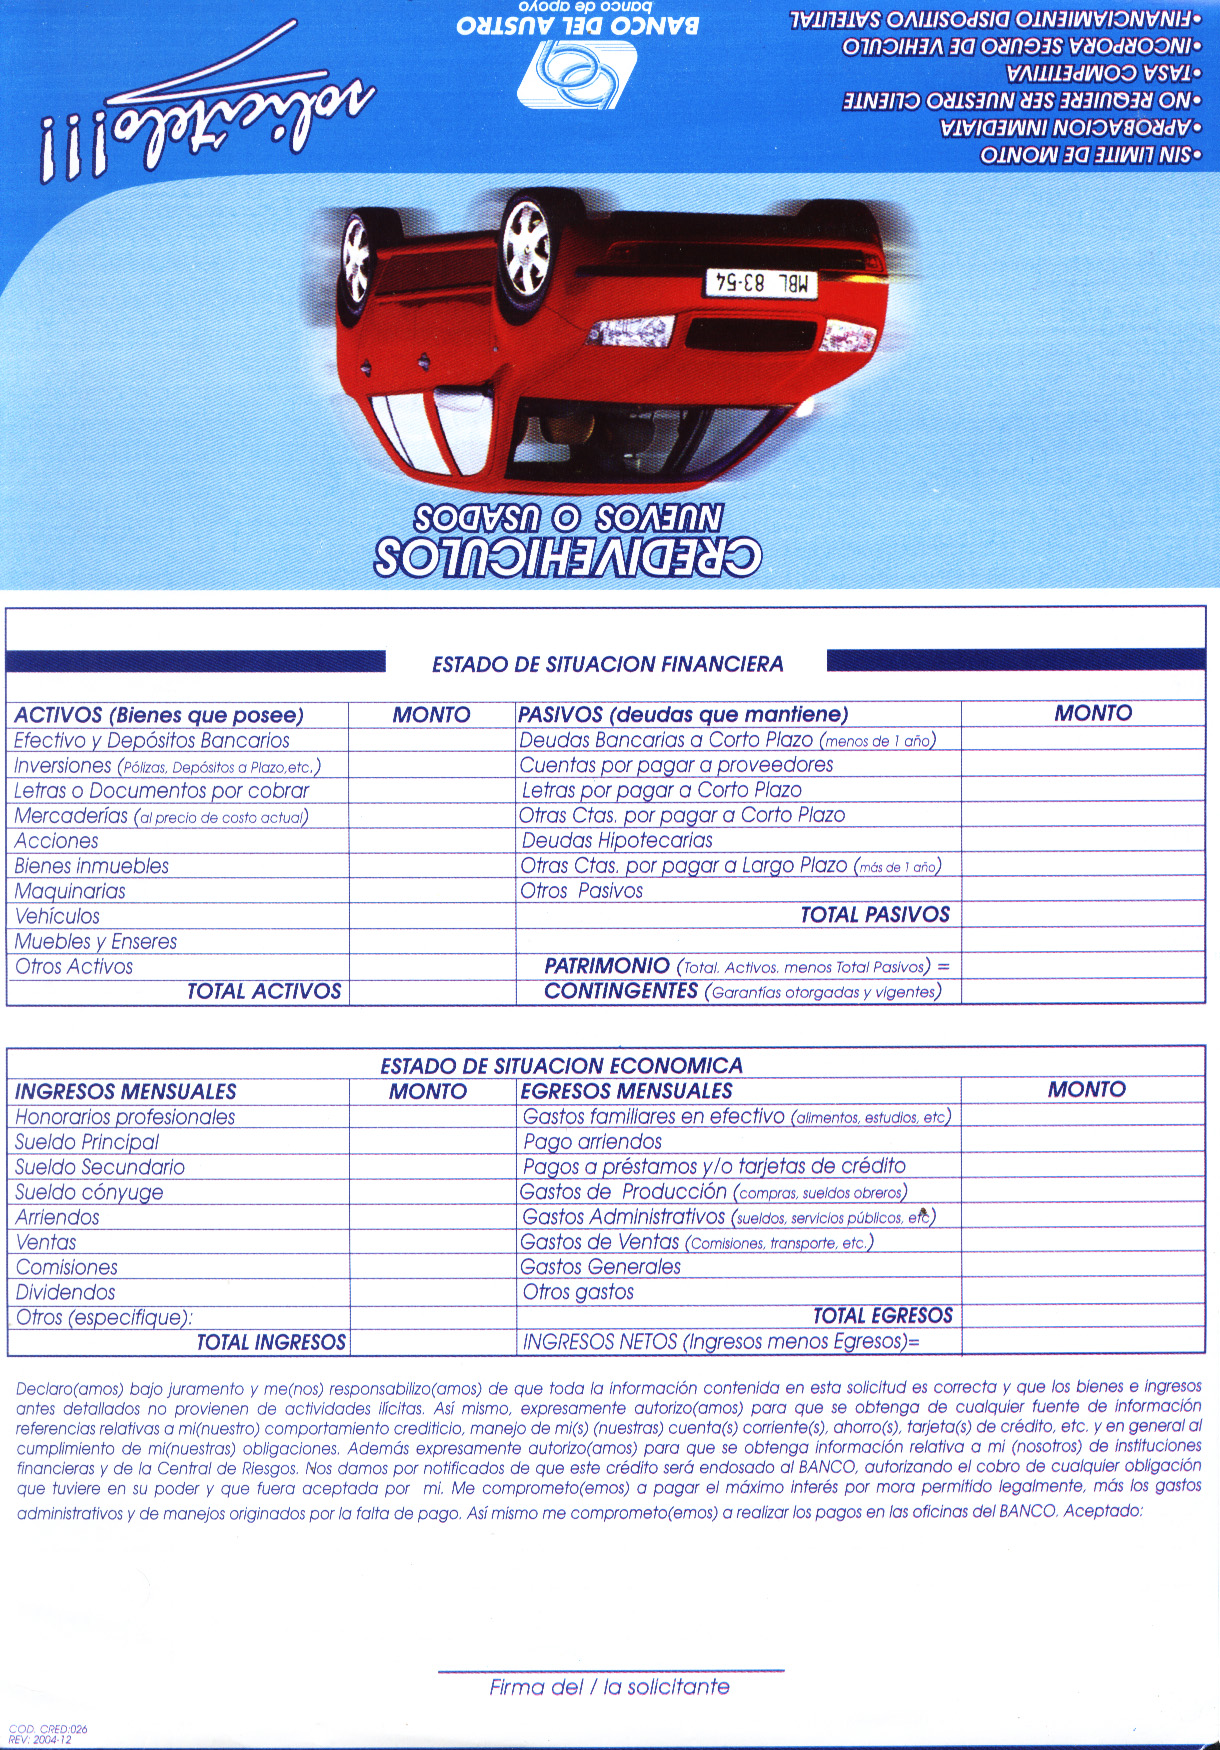 CREDIVEHICULOS
NUEVOS O USADOS
MBL 83-54
•SIN LIMITE DE MONTO
•APROBACION INMEDIATA
•NO REQUIERE SER NUESTRO CLIENTE
•TASA COMPETITIVA
•INCORPORA SEGURO DE VEHICULO
•FINANCIAMIENTO DISPOSITIVO SATELITAL
BANCO DEL AUSTRO
banco de apoyo
solicitelo!!!
ESTADO DE SITUACION FINANCIERA
ACTIVOS (Bienes que posee) MONTO PASIVOS (deudas que mantiene) MONTO
Efectivo y Depósitos Bancarios Deudas Bancarias a Corto Plazo (menos de 1 año)
Inversiones (Pólizas, Depósitos a Plazo,etc.) Cuentas por pagar a proveedores
Letras o Documentos por cobrar Letras por pagar a Corto Plazo
Mercaderías (al precio de costo actual) Otras Ctas. por pagar a Corto Plazo
Acciones Deudas Hipotecarias
Bienes inmuebles Otras Ctas. por pagar a Largo Plazo (más de 1 año)
Maquinarias Otros Pasivos
Vehículos TOTAL PASIVOS
Muebles y Enseres
Otros Activos PATRIMONIO (Total. Activos. menos Total Pasivos) =
TOTAL ACTIVOS CONTINGENTES (Garantías otorgadas y vigentes)
ESTADO DE SITUACION ECONOMICA
INGRESOS MENSUALES MONTO EGRESOS MENSUALES MONTO
Honorarios profesionales Gastos familiares en efectivo (alimentos, estudios, etc)
Sueldo Principal Pago arriendos
Sueldo Secundario Pagos a préstamos y/o tarjetas de crédito
Sueldo cónyuge Gastos de Producción (compras, sueldos obreros)
Arriendos Gastos Administrativos (sueldos, servicios públicos, etc)
Ventas Gastos de Ventas (Comisiones, transporte, etc.)
Comisiones Gastos Generales
Dividendos Otros gastos
Otros (especifique): TOTAL EGRESOS
TOTAL INGRESOS INGRESOS NETOS (Ingresos menos Egresos)=
Declaro(amos) bajo juramento y me(nos) responsabilizo(amos) de que toda la información contenida en esta solicitud es correcta y que los bienes e ingresos
antes detallados no provienen de actividades ilícitas. Así mismo, expresamente autorizo(amos) para que se obtenga de cualquier fuente de información
referencias relativas a mí(nuestro) comportamiento crediticio, manejo de mi(s) (nuestras) cuenta(s) corriente(s), ahorro(s), tarjeta(s) de crédito, etc. y en general al
cumplimiento de mi(nuestras) obligaciones. Además expresamente autorizo(amos) para que se obtenga información relativa a mi (nosotros) de instituciones
financieras y de la Central de Riesgos. Nos damos por notificados de que este crédito será endosado al BANCO, autorizando el cobro de cualquier obligación
que tuviere en su poder y que fuera aceptada por mi. Me comprometo(emos) a pagar el máximo interés por mora permitido legalmente, más los gastos
administrativos y de manejos originados por la falta de pago. Así mismo me comprometo(emos) a realizar los pagos en las oficinas del BANCO. Aceptado:
Firma del / la solicitante
COD. CRED:026
REV: 2004-12